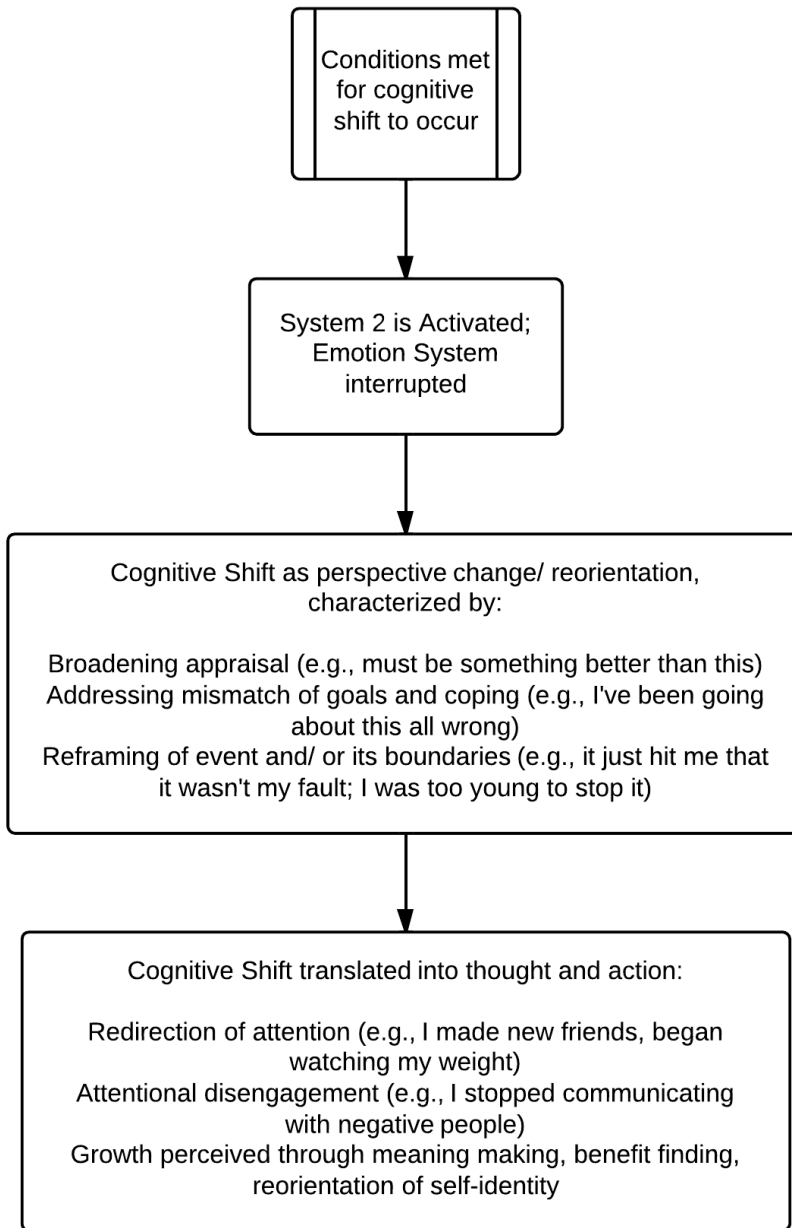 Conditions met
for cognitive
shift to occur
System 2 is Activated;
Emotion System
interrupted
Cognitive Shift as perspective change/ reorientation,
characterized by:
Broadening appraisal (e.g., must be something better than this)
Addressing mismatch of goals and coping (e.g., I've been going
about this all wrong)
Reframing of event and/ or its boundaries (e.g., it just hit me that
it wasn't my fault; I was too young to stop it)
Cognitive Shift translated into thought and action:
Redirection of attention (e.g., I made new friends, began
watching my weight)
Attentional disengagement (e.g., I stopped communicating
with negative people)
Growth perceived through meaning making, benefit finding,
reorientation of self-identity